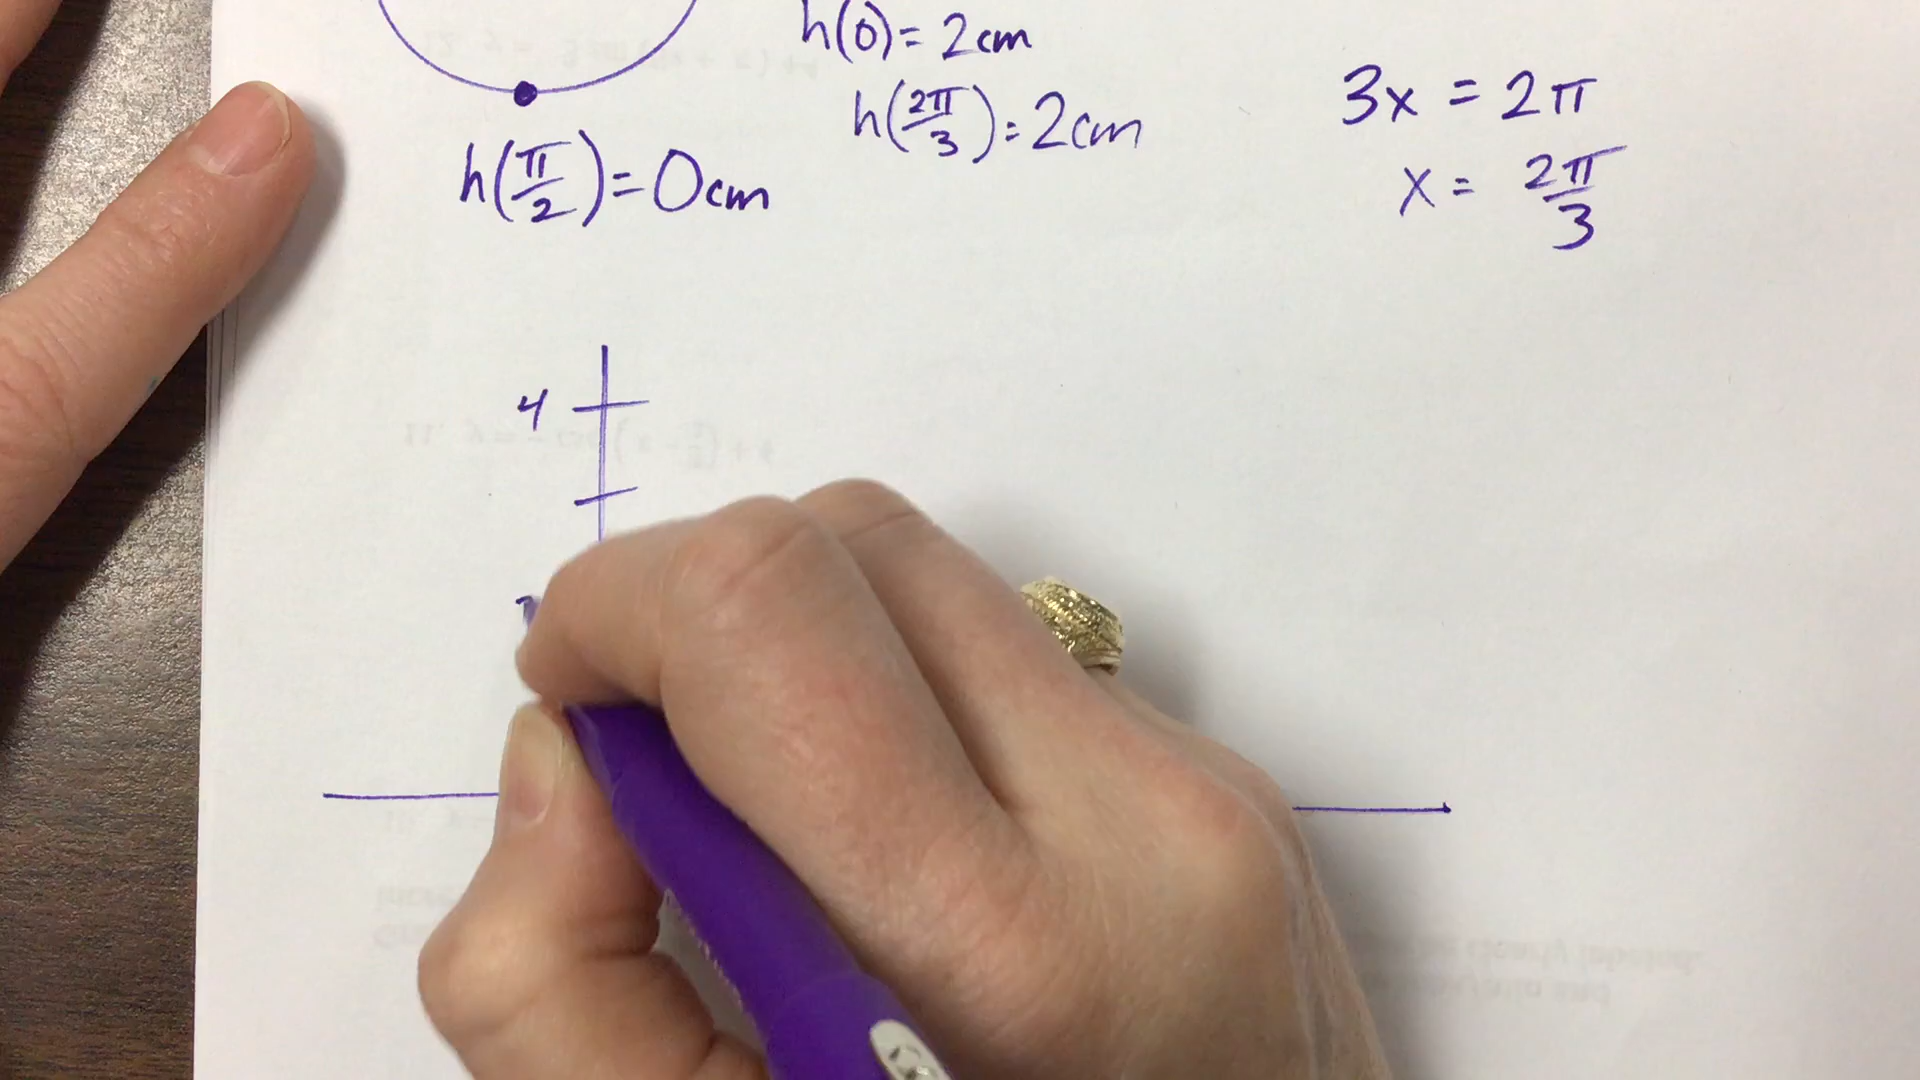 h(0) = 2cm
h(2π/3) = 2cm
h(π/2) = 0cm
3x = 2π
x = 2π/3
4